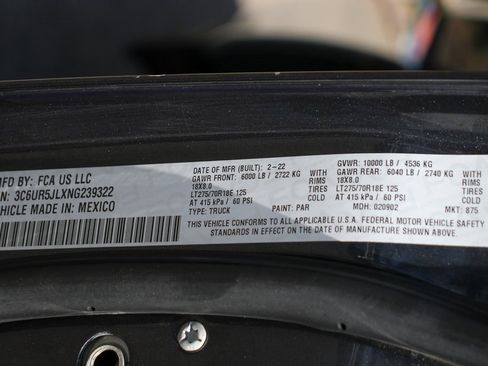 MFD BY: FCA US LLC
IN: 3C6UR5JLXNG239322
VEHICLE MADE IN: MEXICO
DATE OF MFR (BUILT): 2-22
GAWR FRONT: 6000 LB / 2722 KG
18X8.0 RIMS
LT275/70R18E 125 TIRES
AT 415 kPa / 60 PSI COLD
TYPE: TRUCK
PAINT: PAR
GVWR: 10000 LB / 4536 KG
GAWR REAR: 6040 LB / 2740 KG
18X8.0 RIMS
LT275/70R18E 125 TIRES
AT 415 kPa / 60 PSI COLD
MDH: 020902 MKT: 875
THIS VEHICLE CONFORMS TO ALL APPLICABLE U.S.A. FEDERAL MOTOR VEHICLE SAFETY
STANDARDS IN EFFECT ON THE DATE OF MANUFACTURE SHOWN ABOVE.